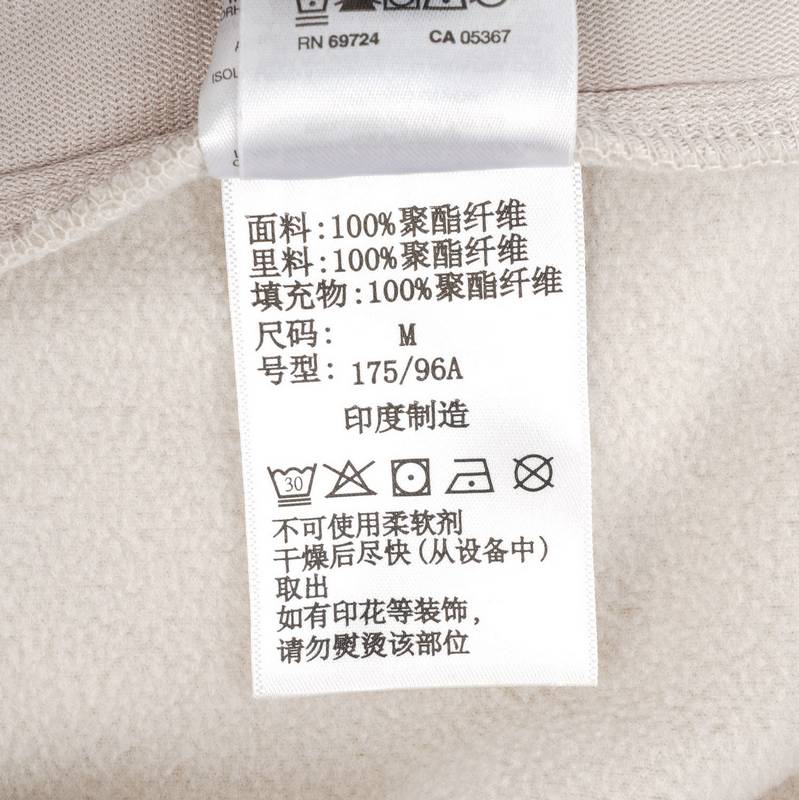 ISOL
RN 69724 CA 05367
面料:100%聚酯纤维
里料:100%聚酯纤维
填充物:100%聚酯纤维
尺码: M
号型: 175/96A
印度制造
30
不可使用柔软剂
干燥后尽快(从设备中)
取出
如有印花等装饰,
请勿熨烫该部位